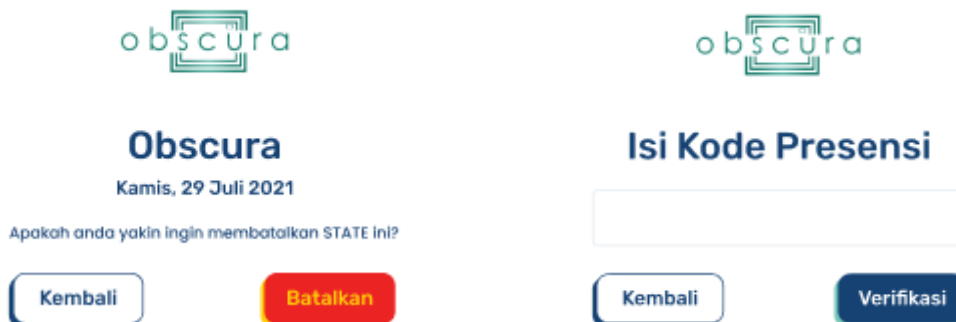 obscura
Obscura
Kamis, 29 Juli 2021
Apakah anda yakin ingin membatalkan STATE ini?
Kembali
Batalkan
obscura
Isi Kode Presensi
Kembali
Verifikasi